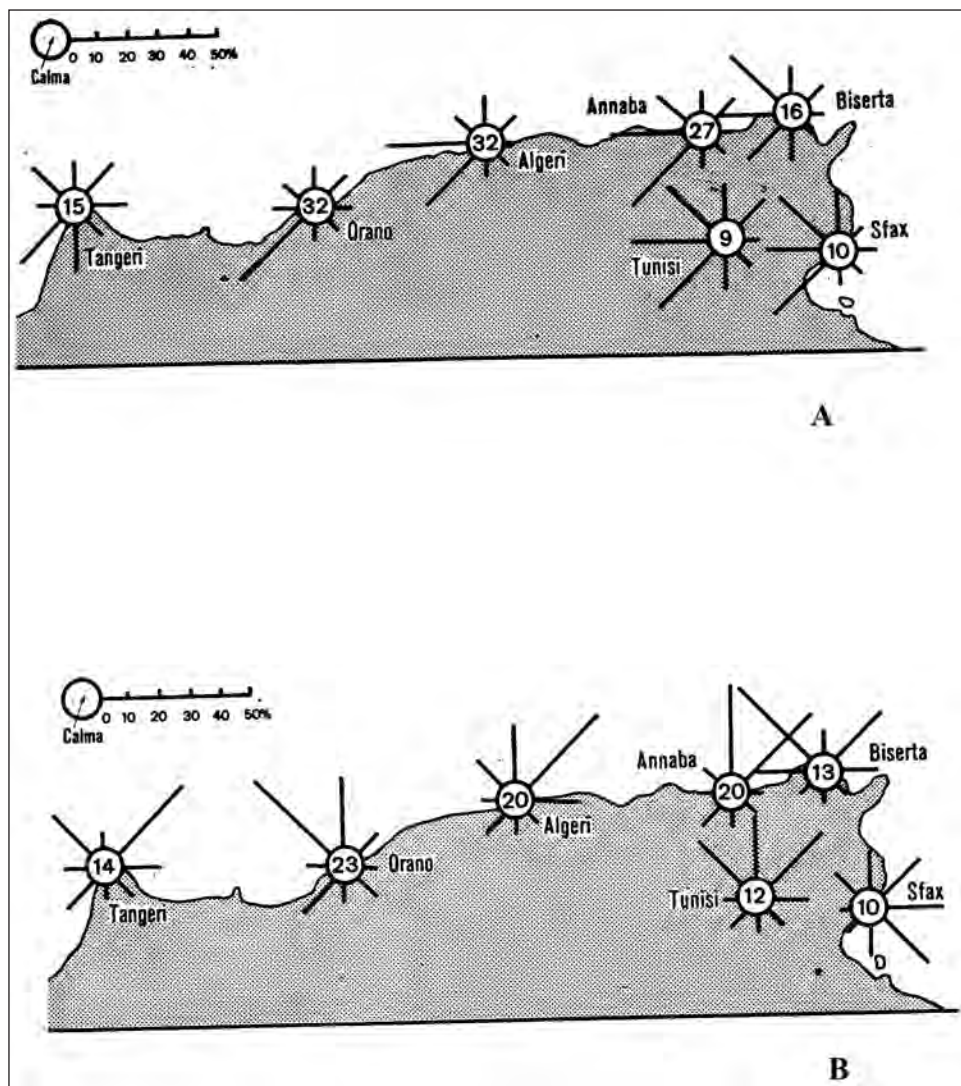 0 10 20 30 40 50%
Calma
Annaba
16
Biserta
27
32
Algeri
15
32
Orano
Tangeri
9
Tunisi
Sfax
10
A
0 10 20 30 40 50%
Calma
Annaba
Biserta
13
20
20
Algeri
14
23
Orano
Tangeri
Tunisi
12
Sfax
10
B